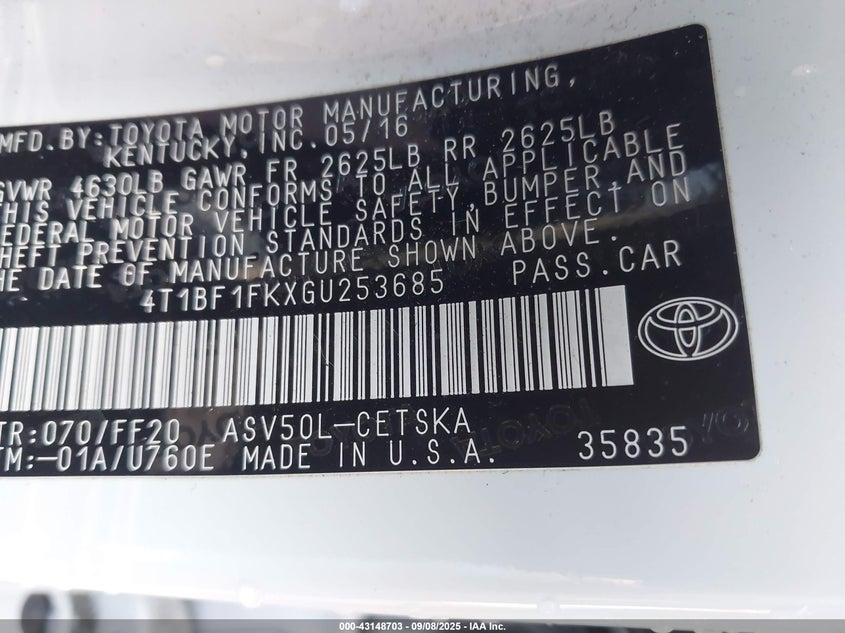 MFD.BY:TOYOTA MOTOR MANUFACTURING,
KENTUCKY, INC.05/16
GVWR 4630LB GAWR FR 2625LB RR 2625LB
THIS VEHICLE CONFORMS TO ALL APPLICABLE
FEDERAL MOTOR VEHICLE SAFETY,BUMPER,AND
THEFT PREVENTION STANDARDS IN EFFECT ON
THE DATE OF MANUFACTURE SHOWN ABOVE.
4T1BF1FKXGU253685 PASS.CAR
TR:070/FF20 ASV50L-CETSKA
TM:-01A/U760E MADE IN U.S.A. 35835
000-43148703 - 09/08/2025 - IAA Inc.